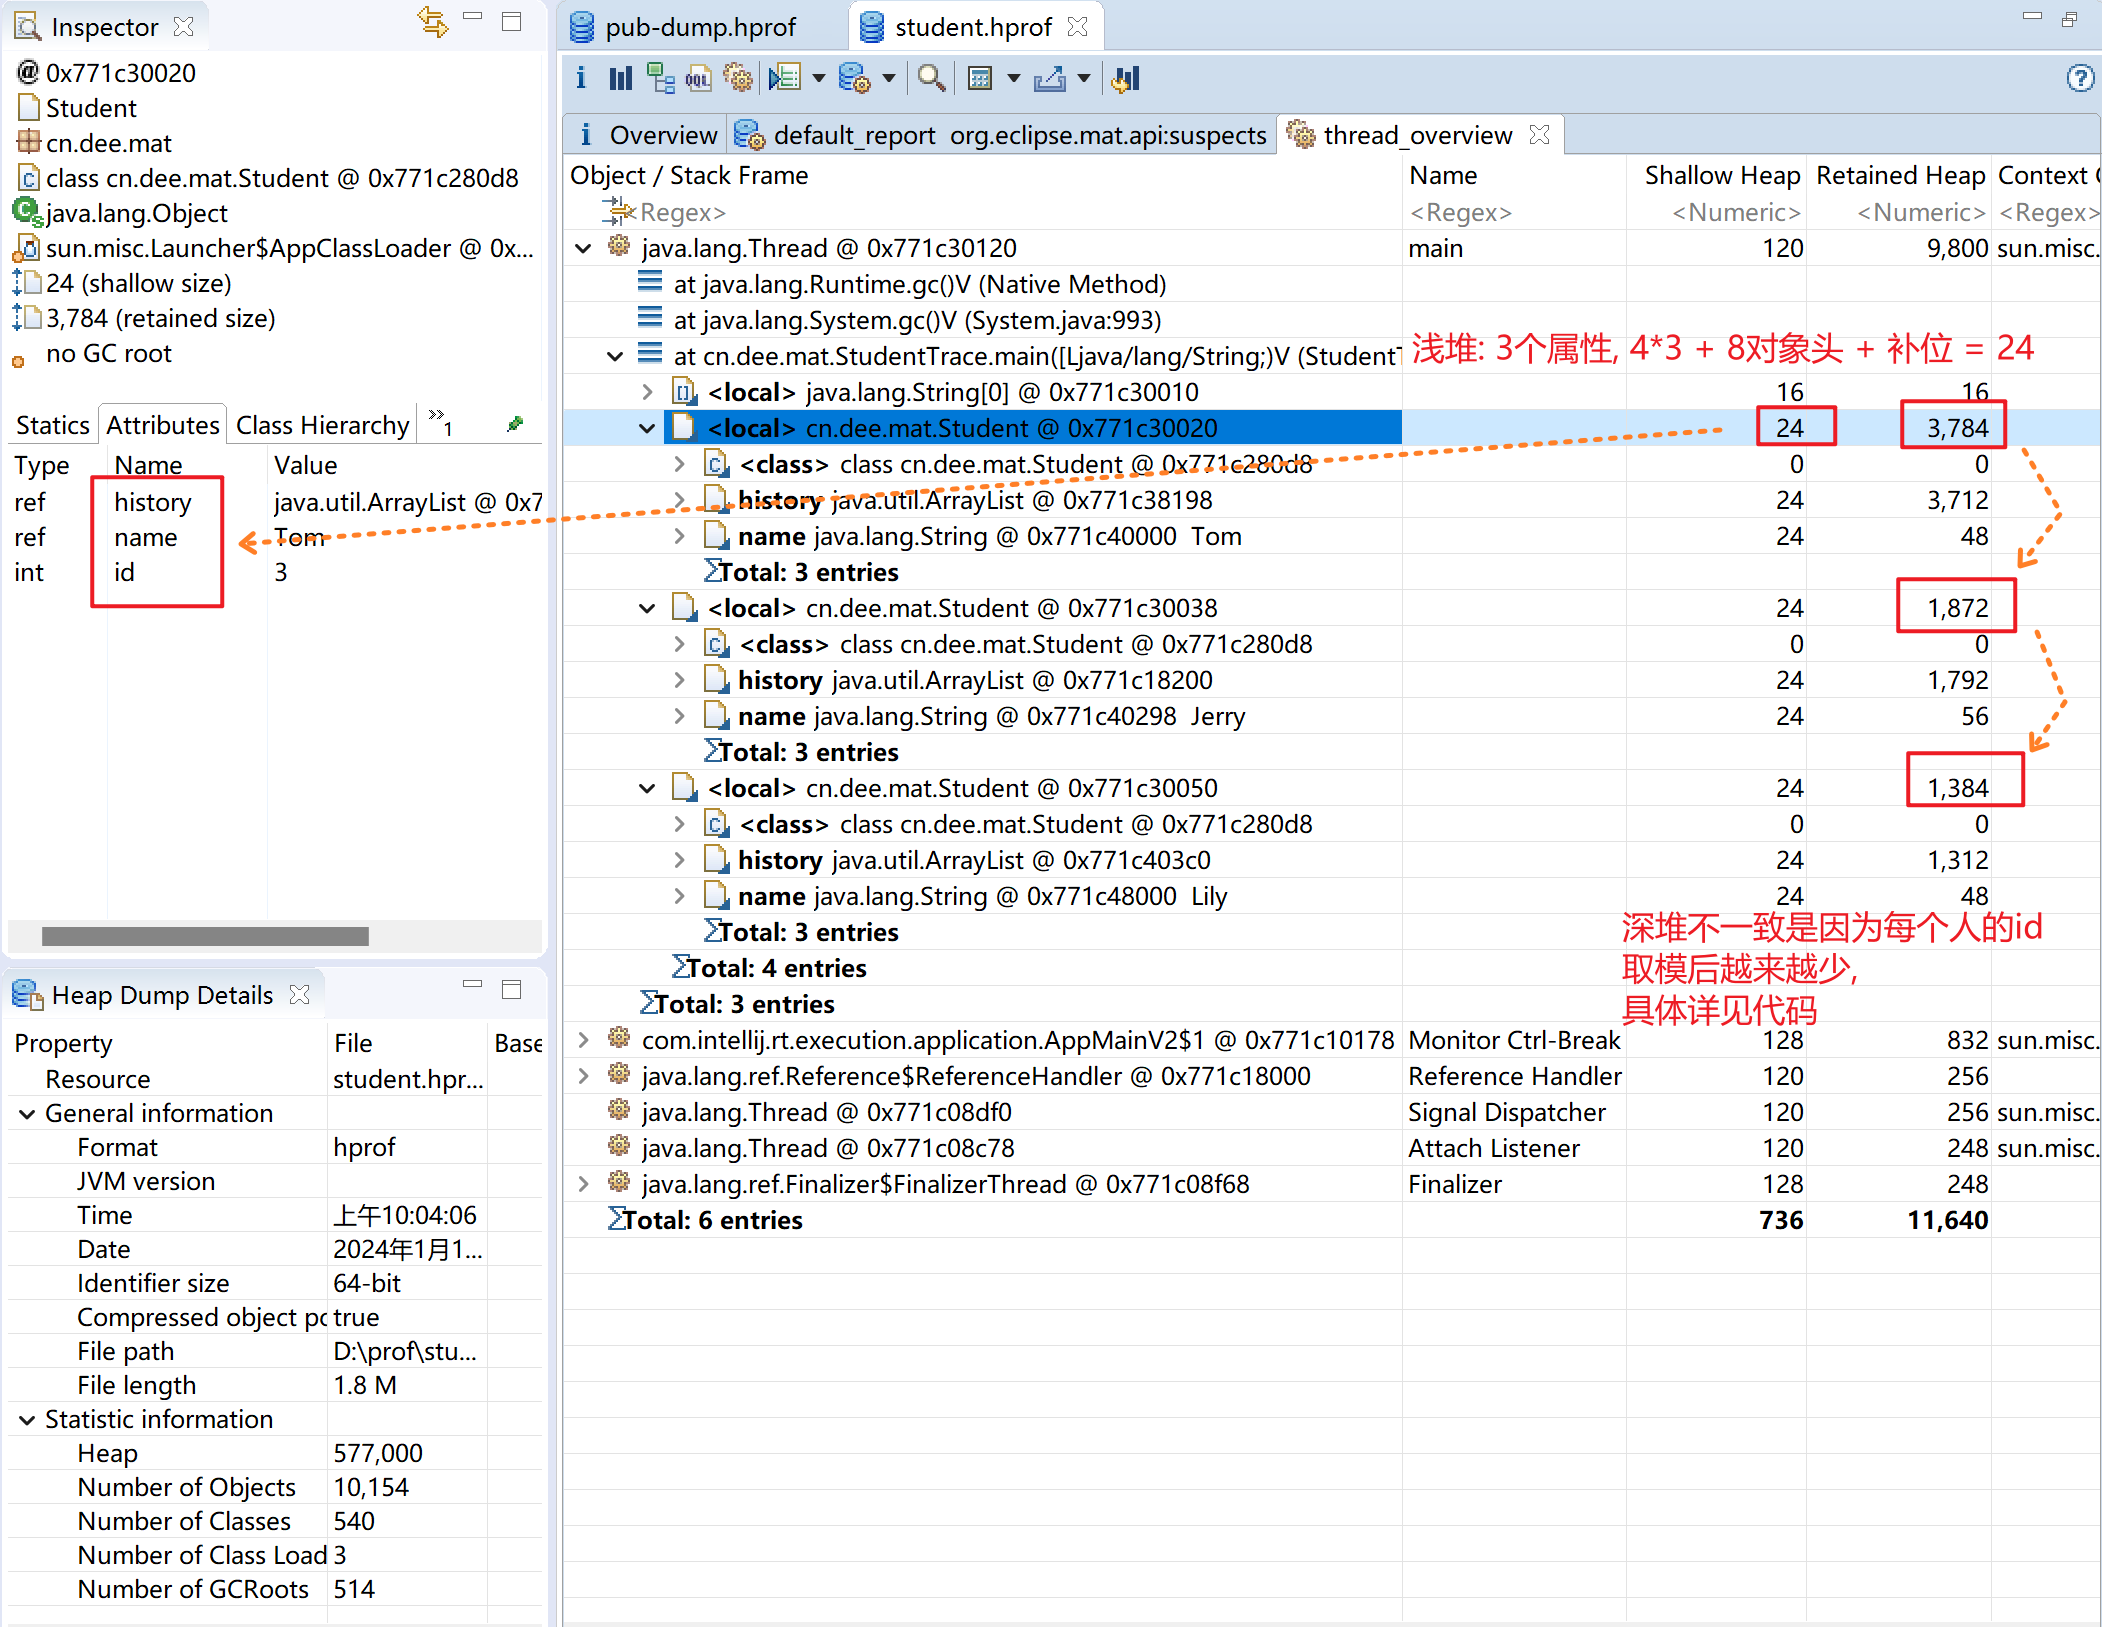 Inspector
0x771c30020
Student
cn.dee.mat
class cn.dee.mat.Student @ 0x771c280d8
java.lang.Object
sun.misc.Launcher$AppClassLoader @ 0x...
24 (shallow size)
3,784 (retained size)
no GC root
Statics Attributes Class Hierarchy »1
Type Name Value
ref history java.util.ArrayList @ 0x7
ref name Tom
int id 3
Heap Dump Details
Property File Base
Resource student.hpr...
General information
Format hprof
JVM version
Time 上午10:04:06
Date 2024年1月1...
Identifier size 64-bit
Compressed object po true
File path D:\prof\stu...
File length 1.8 M
Statistic information
Heap 577,000
Number of Objects 10,154
Number of Classes 540
Number of Class Load 3
Number of GCRoots 514
pub-dump.hprof student.hprof
i OQL
i Overview default_report org.eclipse.mat.api:suspects thread_overview
Object / Stack Frame Name Shallow Heap Retained Heap Context C
<Regex> <Regex> <Numeric> <Numeric> <Regex>
java.lang.Thread @ 0x771c30120 main 120 9,800 sun.misc.
at java.lang.Runtime.gc()V (Native Method)
at java.lang.System.gc()V (System.java:993)
at cn.dee.mat.StudentTrace.main([Ljava/lang/String;)V (StudentT
浅堆: 3个属性, 4*3 + 8对象头 + 补位 = 24
<local> java.lang.String[0] @ 0x771c30010 16 16
<local> cn.dee.mat.Student @ 0x771c30020 24 3,784
<class> class cn.dee.mat.Student @ 0x771c280d8 0 0
history java.util.ArrayList @ 0x771c38198 24 3,712
name java.lang.String @ 0x771c40000 Tom 24 48
∑Total: 3 entries
<local> cn.dee.mat.Student @ 0x771c30038 24 1,872
<class> class cn.dee.mat.Student @ 0x771c280d8 0 0
history java.util.ArrayList @ 0x771c18200 24 1,792
name java.lang.String @ 0x771c40298 Jerry 24 56
∑Total: 3 entries
<local> cn.dee.mat.Student @ 0x771c30050 24 1,384
<class> class cn.dee.mat.Student @ 0x771c280d8 0 0
history java.util.ArrayList @ 0x771c403c0 24 1,312
name java.lang.String @ 0x771c48000 Lily 24 48
∑Total: 3 entries
∑Total: 4 entries
∑Total: 3 entries
深堆不一致是因为每个人的id
取模后越来越少,
具体详见代码
com.intellij.rt.execution.application.AppMainV2$1 @ 0x771c10178 Monitor Ctrl-Break 128 832 sun.misc.
java.lang.ref.Reference$ReferenceHandler @ 0x771c18000 Reference Handler 120 256
java.lang.Thread @ 0x771c08df0 Signal Dispatcher 120 256 sun.misc.
java.lang.Thread @ 0x771c08c78 Attach Listener 120 248 sun.misc.
java.lang.ref.Finalizer$FinalizerThread @ 0x771c08f68 Finalizer 128 248
∑Total: 6 entries 736 11,640